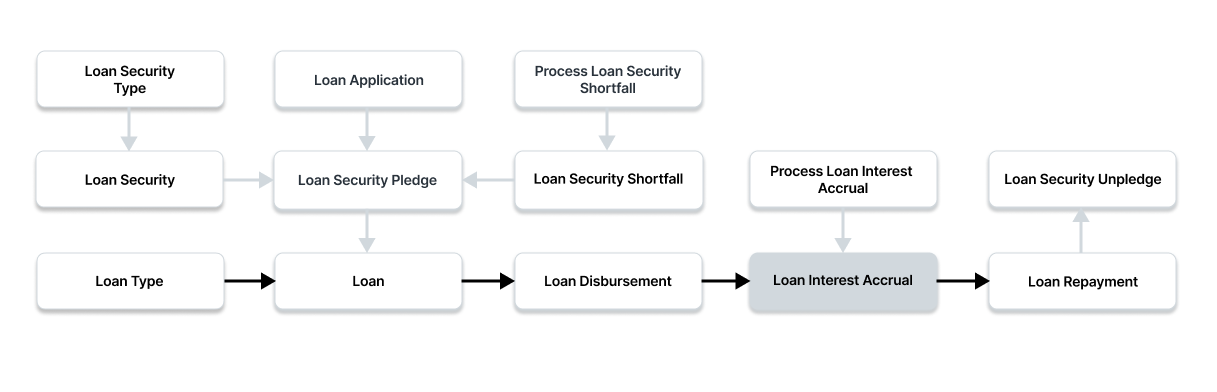 Loan Security
Type
Loan Application
Process Loan Security
Shortfall
Loan Security
Loan Security Pledge
Loan Security Shortfall
Process Loan Interest
Accrual
Loan Security Unpledge
Loan Type
Loan
Loan Disbursement
Loan Interest Accrual
Loan Repayment